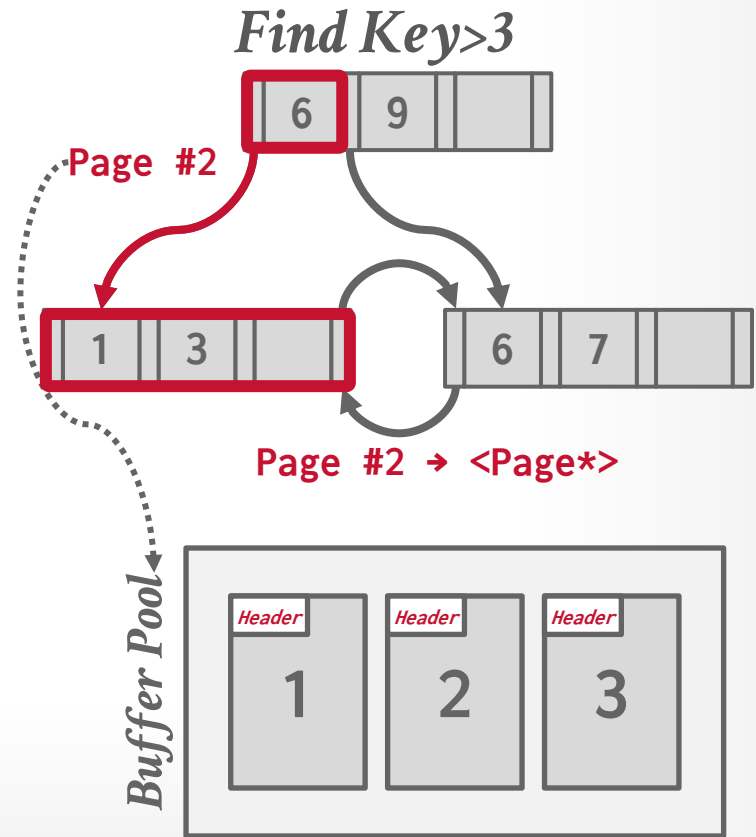 Find Key>3
6 9
Page #2
1 3
6 7
Page #2 → <Page*>
Buffer Pool
Header Header Header
1 2 3